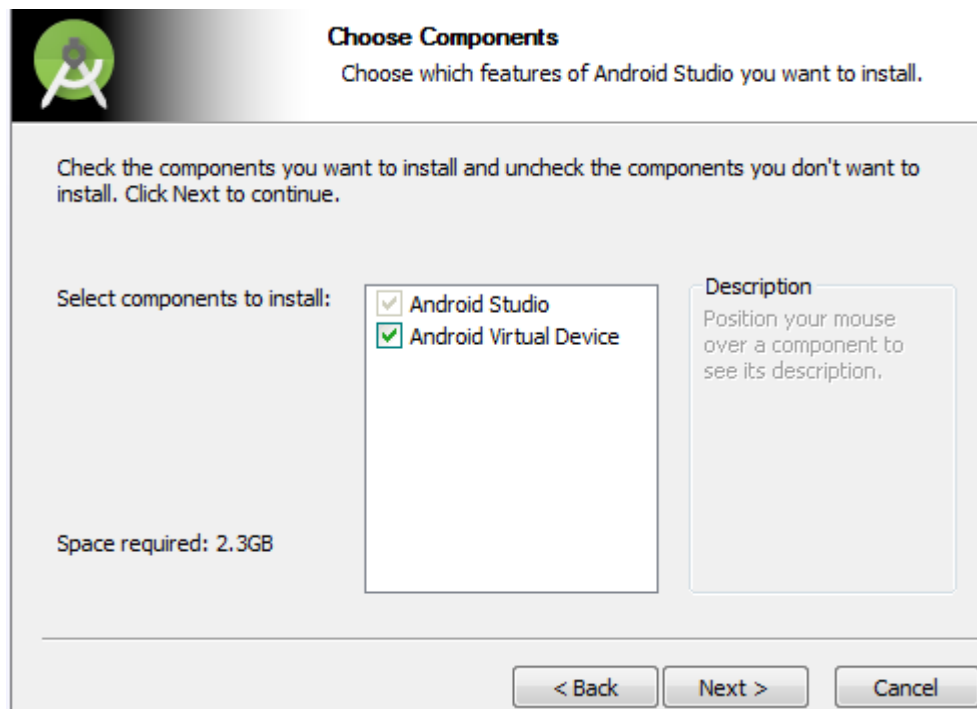 Choose Components
Choose which features of Android Studio you want to install.
Check the components you want to install and uncheck the components you don't want to
install. Click Next to continue.
Select components to install:
Android Studio
Android Virtual Device
Description
Position your mouse
over a component to
see its description.
Space required: 2.3GB
< Back
Next >
Cancel